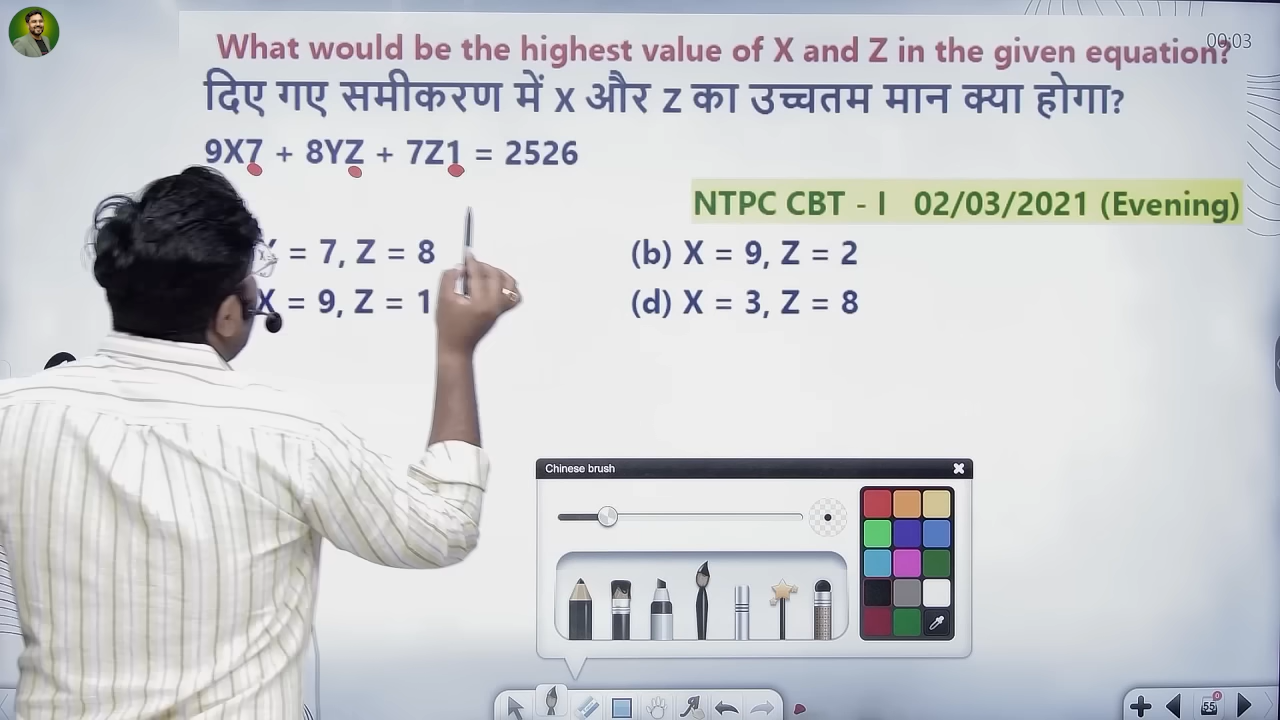 What would be the highest value of X and Z in the given equation?
00:03
दिए गए समीकरण में X और Z का उच्चतम मान क्या होगा?
9X7 + 8YZ + 7Z1 = 2526
NTPC CBT - I 02/03/2021 (Evening)
= 7, Z = 8
(b) X = 9, Z = 2
X = 9, Z = 1
(d) X = 3, Z = 8
Chinese brush
55